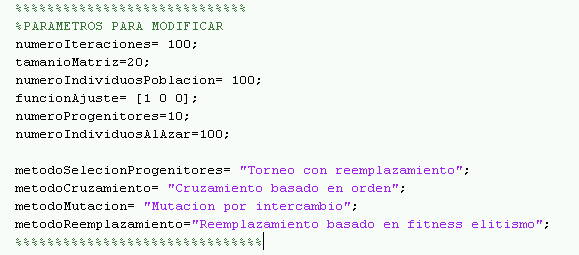 %%%%%%%%%%%%%%%%%%%%%%%%%%%%%
%PARAMETROS PARA MODIFICAR
numeroIteraciones= 100;
tamanioMatriz=20;
numeroIndividuosPoblacion= 100;
funcionAjuste= [1 0 0];
numeroProgenitores=10;
numeroIndividuosAlAzar=100;
metodoSelecionProgenitores= "Torneo con reemplazamiento";
metodoCruzamiento= "Cruzamiento basado en orden";
metodoMutacion= "Mutacion por intercambio";
metodoReemplazamiento="Reemplazamiento basado en fitness elitismo";
%%%%%%%%%%%%%%%%%%%%%%%%%%%%%%%